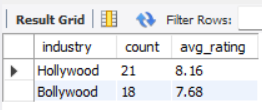 Result Grid Filter Rows:
industry count avg_rating
Hollywood 21 8.16
Bollywood 18 7.68